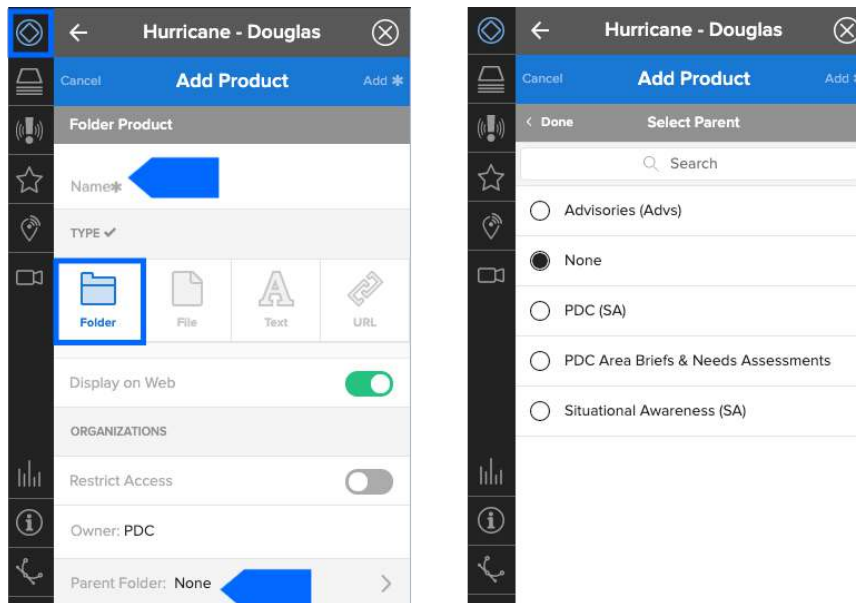 Hurricane - Douglas
Cancel Add Product Add ✱
Folder Product
Name✱
TYPE ✓
Folder File Text URL
Display on Web
ORGANIZATIONS
Restrict Access
Owner: PDC
Parent Folder: None
Hurricane - Douglas
Cancel Add Product Add
< Done Select Parent
Search
Advisories (Advs)
None
PDC (SA)
PDC Area Briefs & Needs Assessments
Situational Awareness (SA)